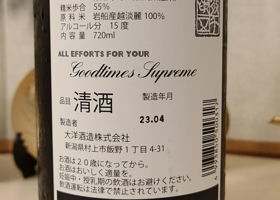 精米歩合 55%
原料米 岩船産越淡麗100%
アルコール分 15度
内容量 720ml
ALL EFFORTS FOR YOUR
Goodtimes Supreme
品目 清酒 製造年月
23.04
製造者
大洋酒造株式会社
新潟県村上市飯野1丁目4-31
お酒は20歳になってから。
お酒はおいしく適量を。
妊娠中・授乳期の飲酒はお避けください。
飲酒運転は法律で禁止されています。